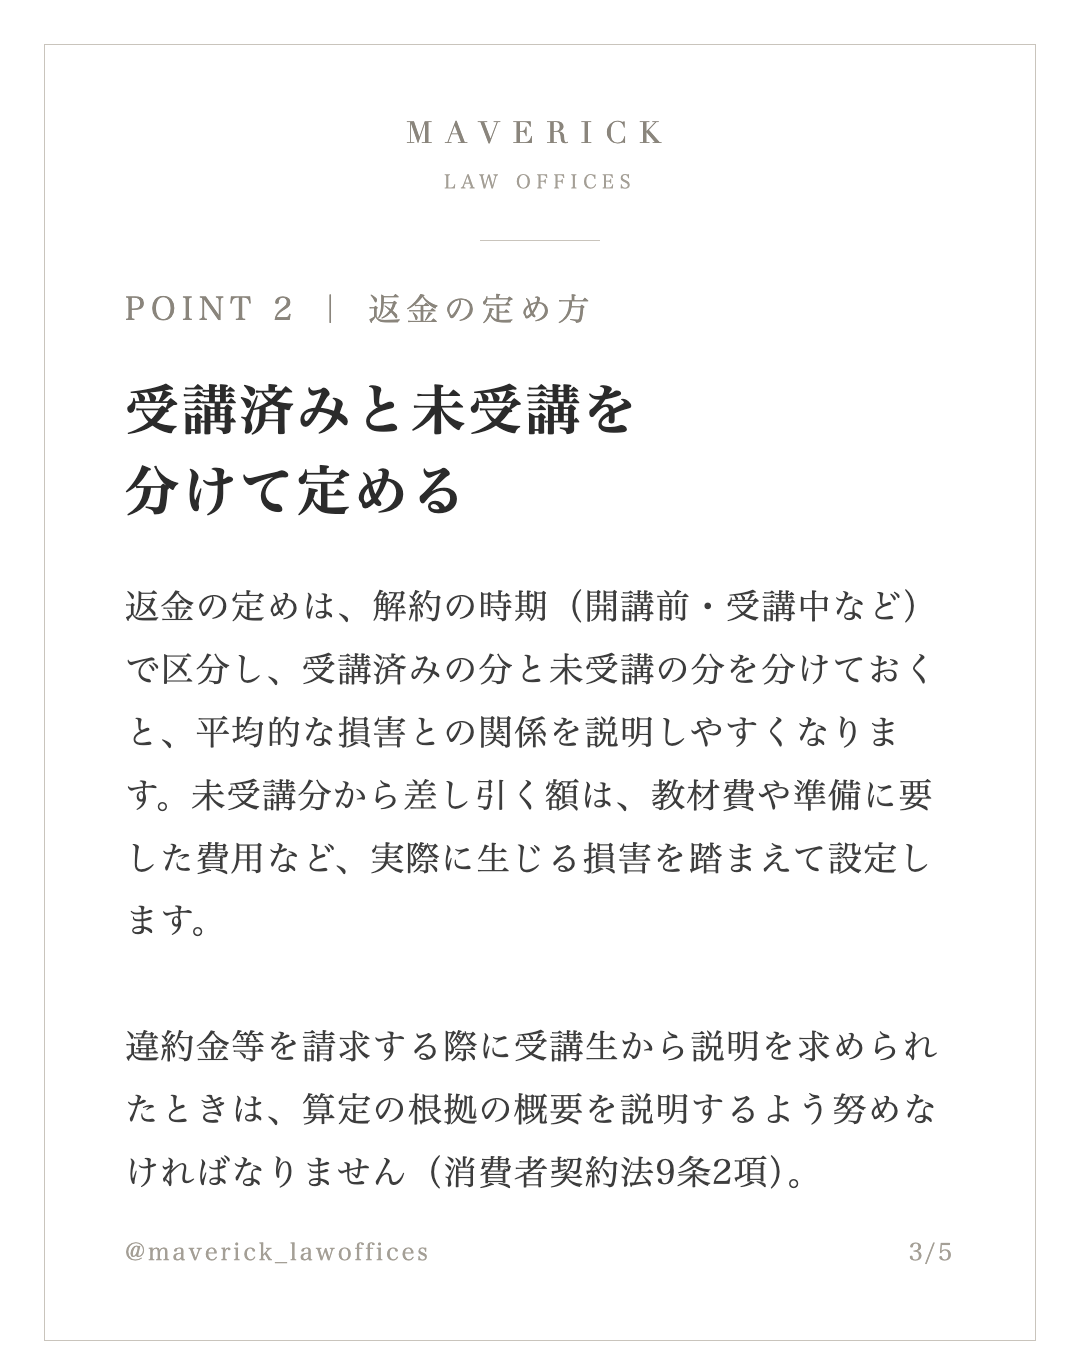 MAVERICK
LAW OFFICES
POINT 2 ｜ 返金の定め方
受講済みと未受講を
分けて定める
返金の定めは、解約の時期（開講前・受講中など）
で区分し、受講済みの分と未受講の分を分けておく
と、平均的な損害との関係を説明しやすくなりま
す。未受講分から差し引く額は、教材費や準備に要
した費用など、実際に生じる損害を踏まえて設定し
ます。
違約金等を請求する際に受講生から説明を求められ
たときは、算定の根拠の概要を説明するよう努めな
ければなりません（消費者契約法9条2項）。
@maverick_lawoffices
3/5